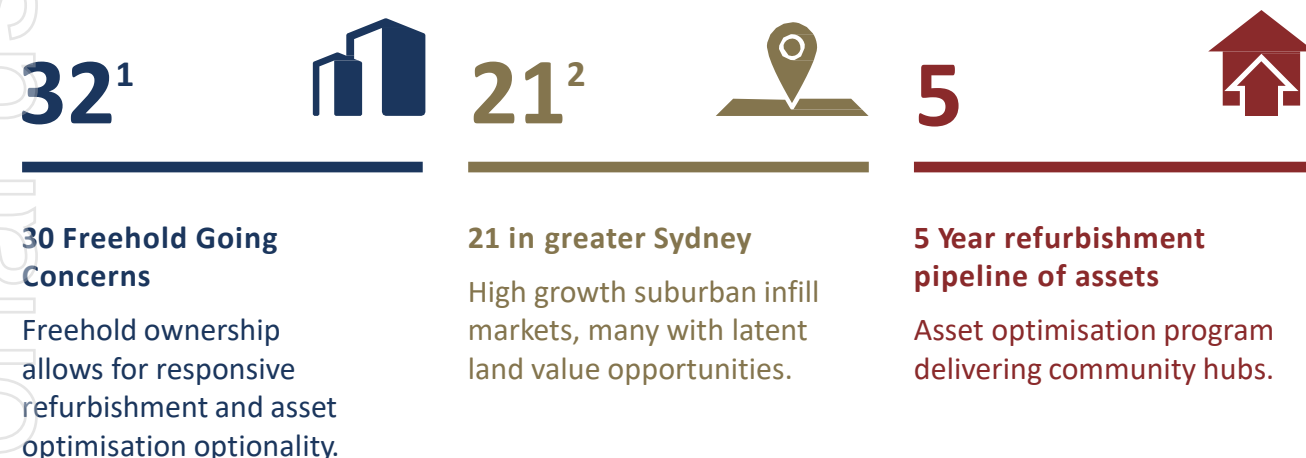 32¹
30 Freehold Going
Concerns
Freehold ownership
allows for responsive
refurbishment and asset
optimisation optionality.
21²
21 in greater Sydney
High growth suburban infill
markets, many with latent
land value opportunities.
5
5 Year refurbishment
pipeline of assets
Asset optimisation program
delivering community hubs.